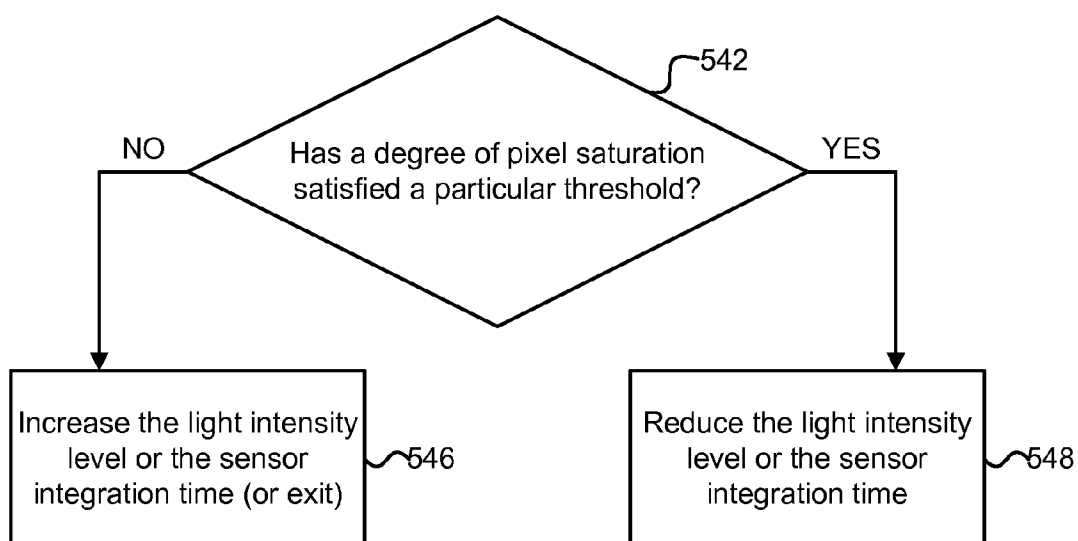 542
NO
Has a degree of pixel saturation
satisfied a particular threshold?
YES
Increase the light intensity
level or the sensor
integration time (or exit)
546
Reduce the light intensity
level or the sensor
integration time
548